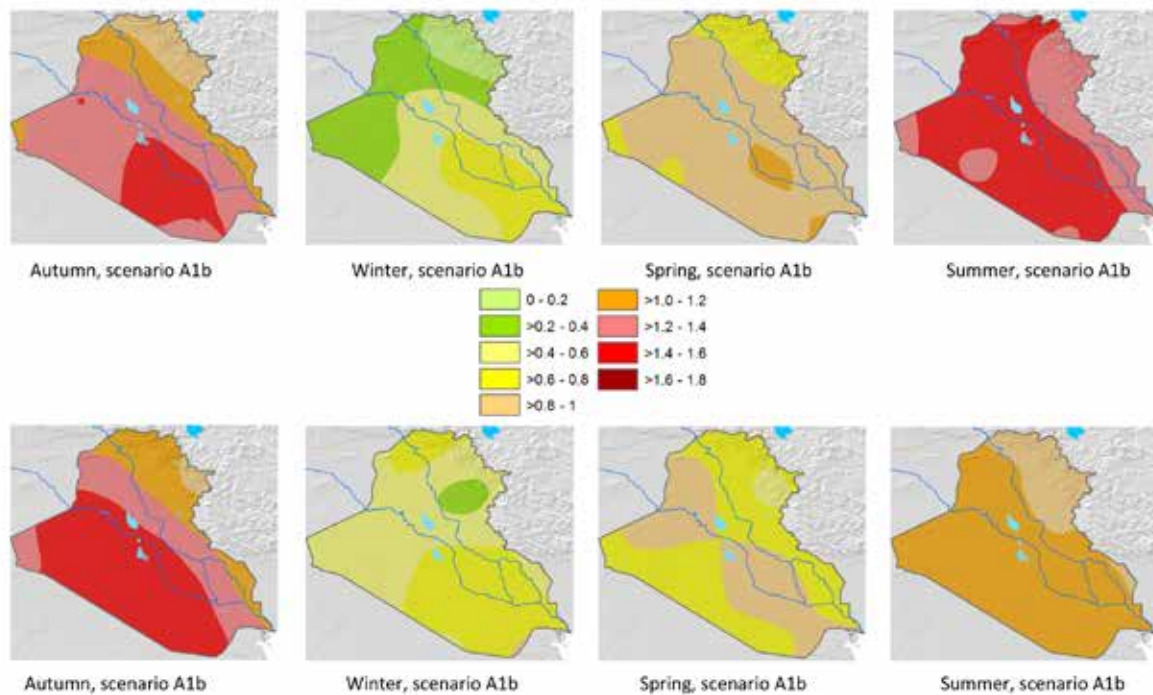 Autumn, scenario A1b
Winter, scenario A1b
Spring, scenario A1b
Summer, scenario A1b
0 - 0.2
>0.2 - 0.4
>0.4 - 0.6
>0.6 - 0.8
>0.8 - 1
>1.0 - 1.2
>1.2 - 1.4
>1.4 - 1.6
>1.6 - 1.8
Autumn, scenario A1b
Winter, scenario A1b
Spring, scenario A1b
Summer, scenario A1b